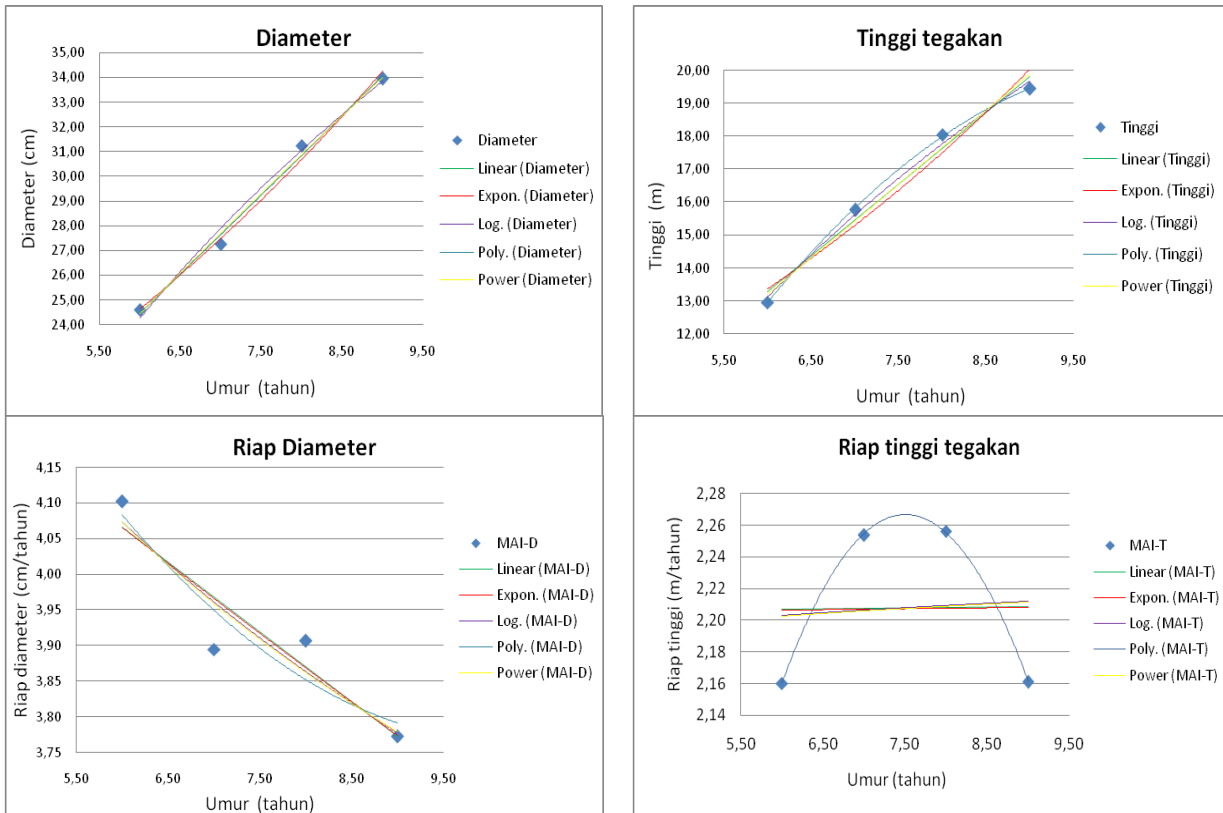 Diameter
Diameter (cm)
35,00
34,00
33,00
32,00
31,00
30,00
29,00
28,00
27,00
26,00
25,00
24,00
5,50 6,50 7,50 8,50 9,50
Umur (tahun)
Diameter
Linear (Diameter)
Expon. (Diameter)
Log. (Diameter)
Poly. (Diameter)
Power (Diameter)
Tinggi tegakan
Tinggi (m)
20,00
19,00
18,00
17,00
16,00
15,00
14,00
13,00
12,00
5,50 6,50 7,50 8,50 9,50
Umur (tahun)
Tinggi
Linear (Tinggi)
Expon. (Tinggi)
Log. (Tinggi)
Poly. (Tinggi)
Power (Tinggi)
Riap Diameter
Riap diameter (cm/tahun)
4,15
4,10
4,05
4,00
3,95
3,90
3,85
3,80
3,75
5,50 6,50 7,50 8,50 9,50
Umur (tahun)
MAI-D
Linear (MAI-D)
Expon. (MAI-D)
Log. (MAI-D)
Poly. (MAI-D)
Power (MAI-D)
Riap tinggi tegakan
Riap tinggi (m/tahun)
2,28
2,26
2,24
2,22
2,20
2,18
2,16
2,14
5,50 6,50 7,50 8,50 9,50
Umur (tahun)
MAI-T
Linear (MAI-T)
Expon. (MAI-T)
Log. (MAI-T)
Poly. (MAI-T)
Power (MAI-T)